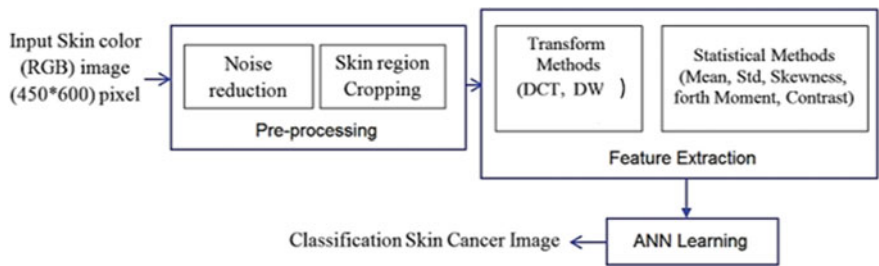 Input Skin color
(RGB) image
(450*600) pixel
Noise
reduction
Skin region
Cropping
Pre-processing
Transform
Methods
(DCT, DW )
Statistical Methods
(Mean, Std, Skewness,
forth Moment, Contrast)
Feature Extraction
ANN Learning
Classification Skin Cancer Image